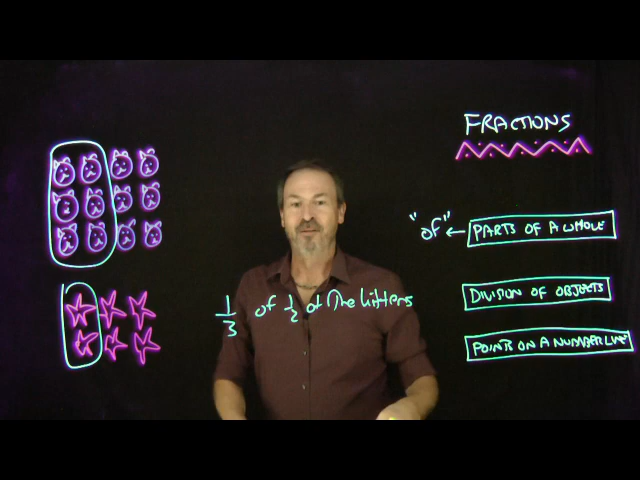 FRACTIONS
"of" ← PARTS OF A WHOLE
DIVISION OF OBJECTS
POINTS ON A NUMBER LINE
1/3 of 1/2 of The kitters